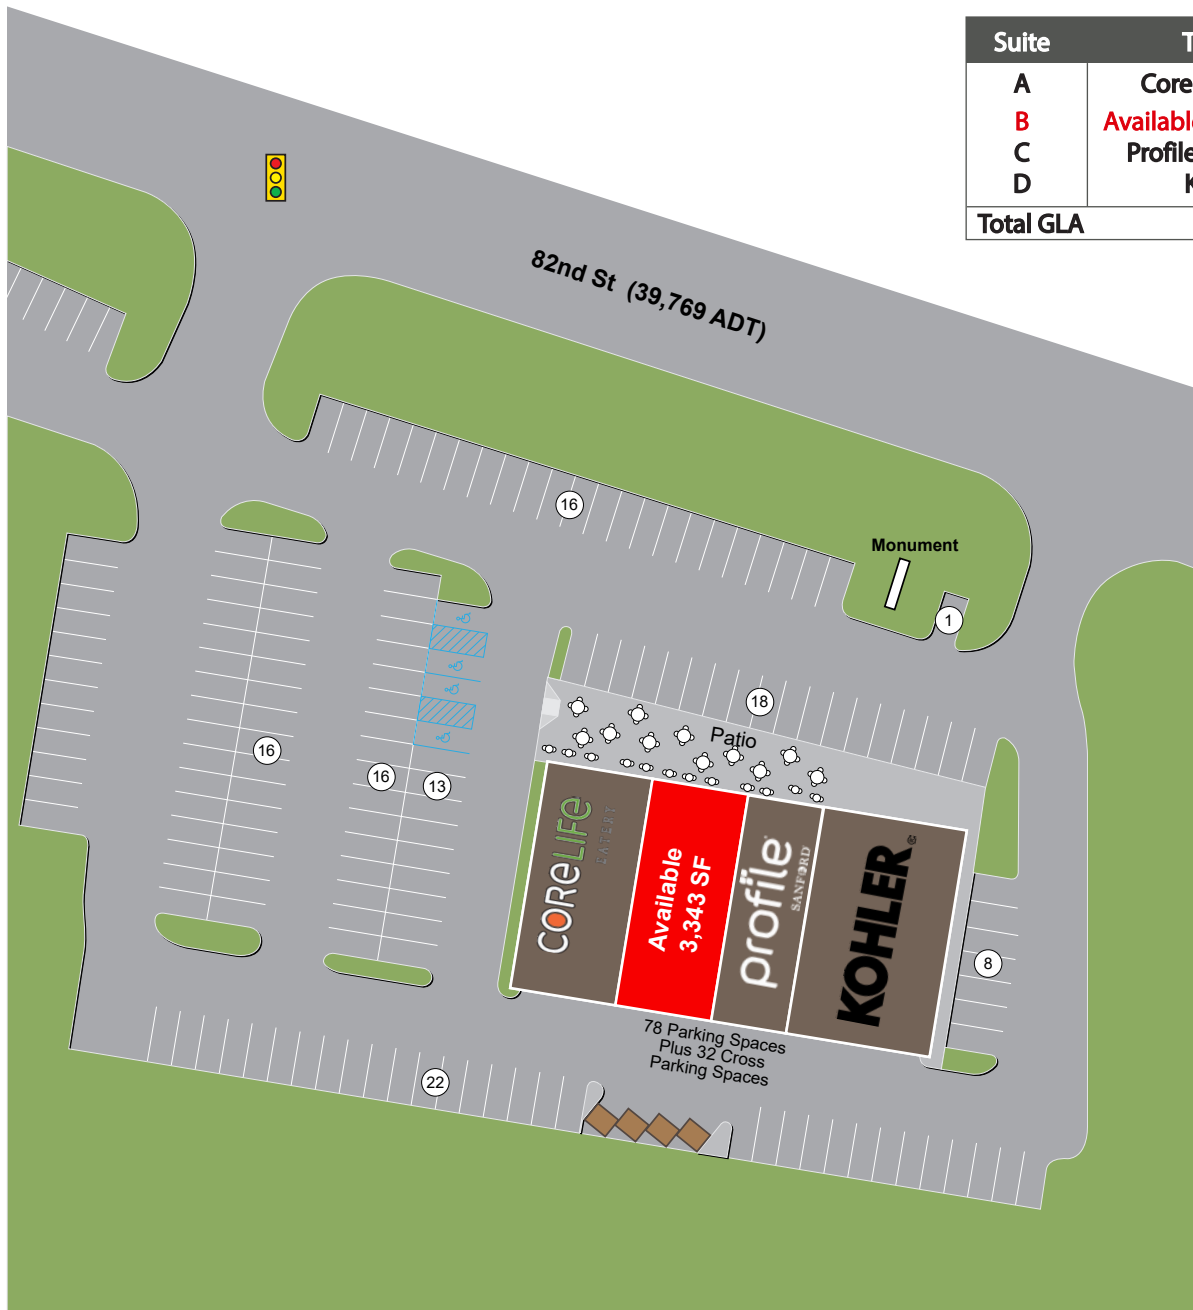 Suite T
A Core
B Available
C Profile
D K
Total GLA
82nd St (39,769 ADT)
16
Monument
1
18
Patio
16
16
13
CORELIFE
EATERY
Available
3,343 SF
profile
SANFORD
KOHLER®
8
78 Parking Spaces
Plus 32 Cross
Parking Spaces
22